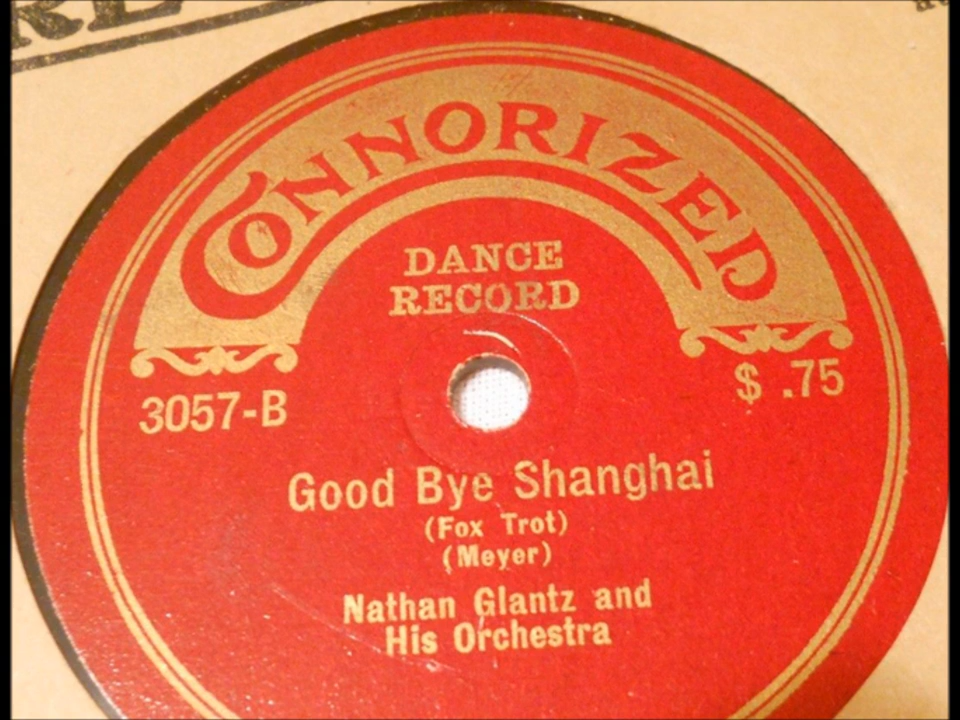 CONNORIZED
DANCE
RECORD
3057-B
$ .75
Good Bye Shanghai
(Fox Trot)
(Meyer)
Nathan Glantz and
His Orchestra